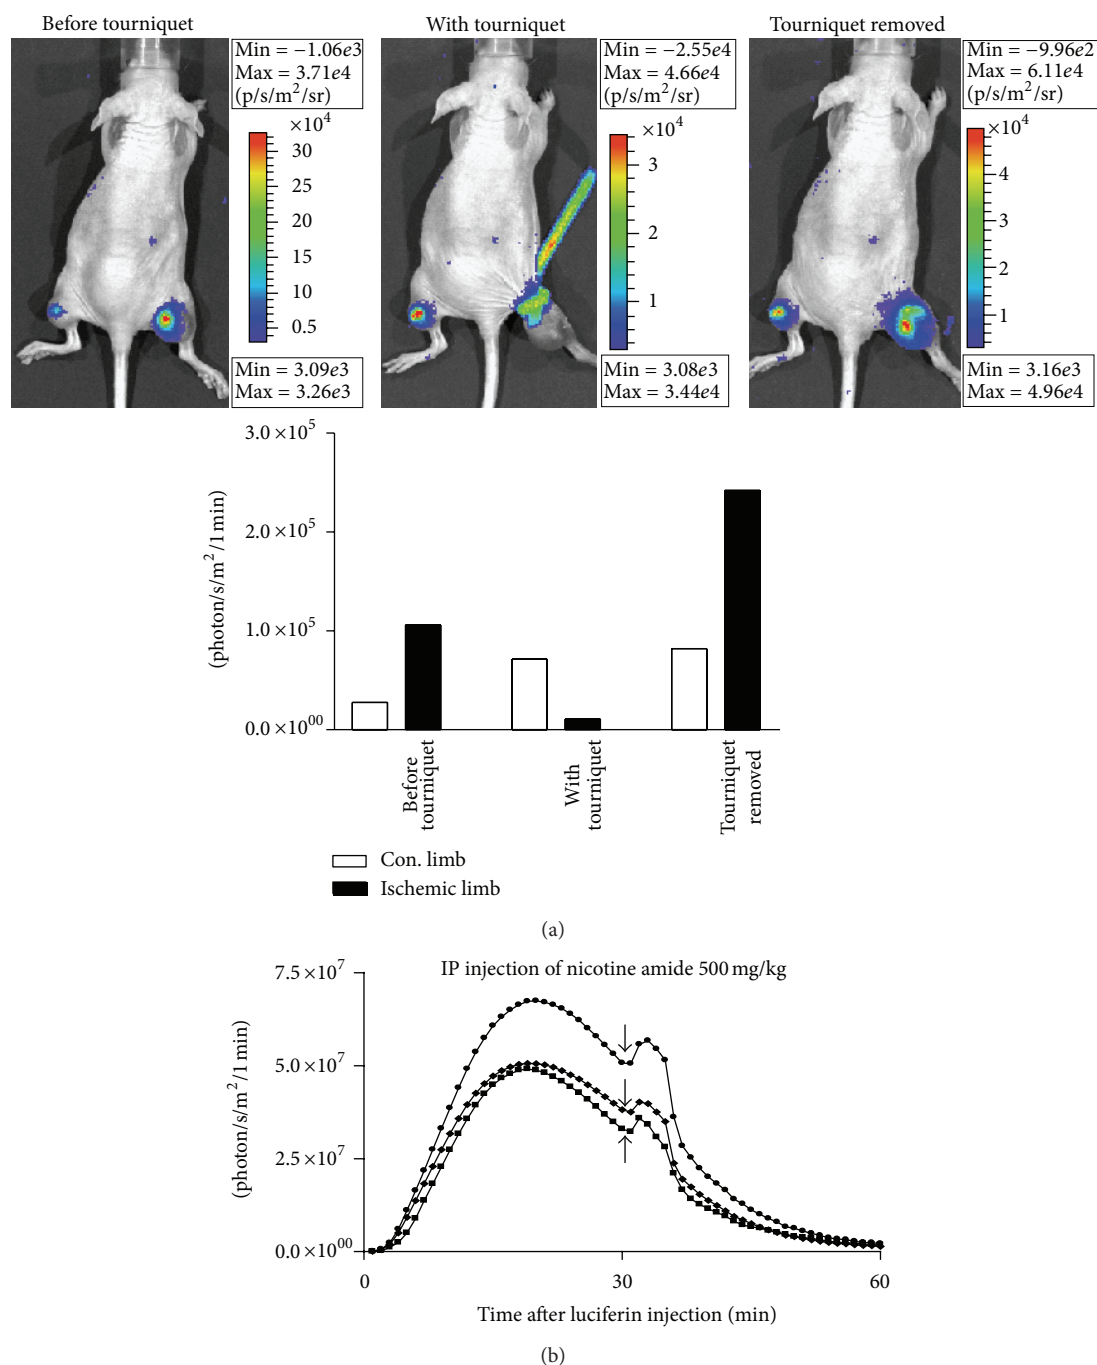 Before tourniquet
With tourniquet
Tourniquet removed
Min = −1.06e3
Max = 3.71e4
(p/s/m²/sr)
×10⁴
30
25
20
15
10
0.5
Min = 3.09e3
Max = 3.26e3
Min = −2.55e4
Max = 4.66e4
(p/s/m²/sr)
×10⁴
3
2
1
Min = 3.08e3
Max = 3.44e4
Min = −9.96e2
Max = 6.11e4
(p/s/m²/sr)
×10⁴
4
3
2
1
Min = 3.16e3
Max = 4.96e4
(photon/s/m²/1 min)
3.0 ×10⁵
2.0 ×10⁵
1.0 ×10⁵
0.0 ×10⁰⁰
Before
tourniquet
With
tourniquet
Tourniquet
removed
Con. limb
Ischemic limb
(a)
IP injection of nicotine amide 500 mg/kg
(photon/s/m²/1 min)
7.5 ×10⁷
5.0 ×10⁷
2.5 ×10⁷
0.0 ×10⁰⁰
0
30
60
Time after luciferin injection (min)
(b)